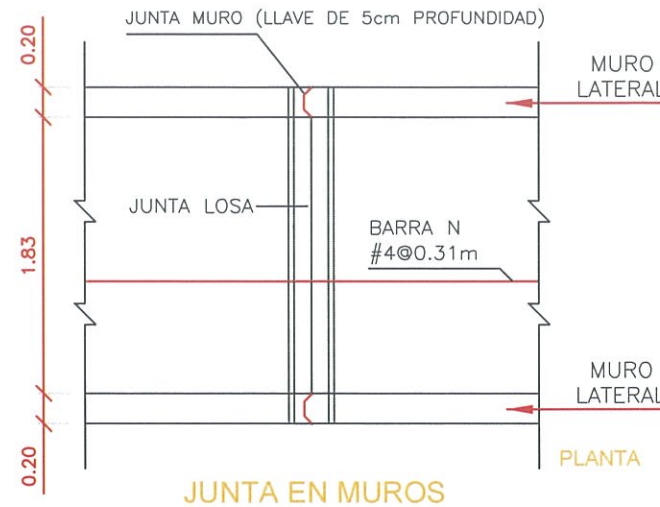 JUNTA MURO (LLAVE DE 5cm PROFUNDIDAD)
0.20
MURO
LATERAL
JUNTA LOSA
BARRA N
#4@0.31m
1.83
MURO
LATERAL
0.20
PLANTA
JUNTA EN MUROS